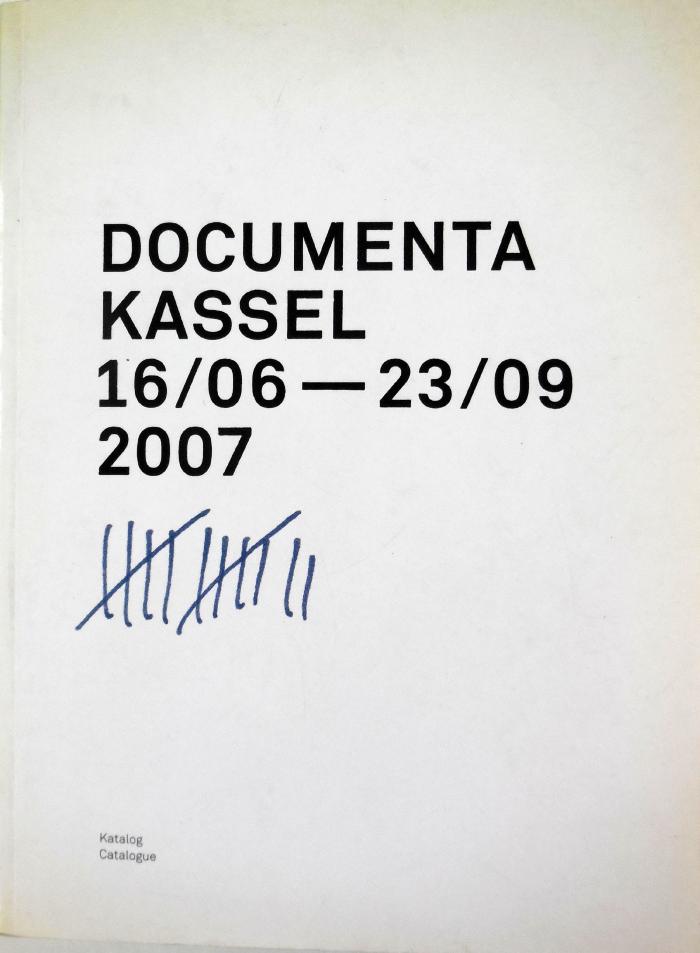 DOCUMENTA
KASSEL
16/06 — 23/09
2007
Katalog
Catalogue